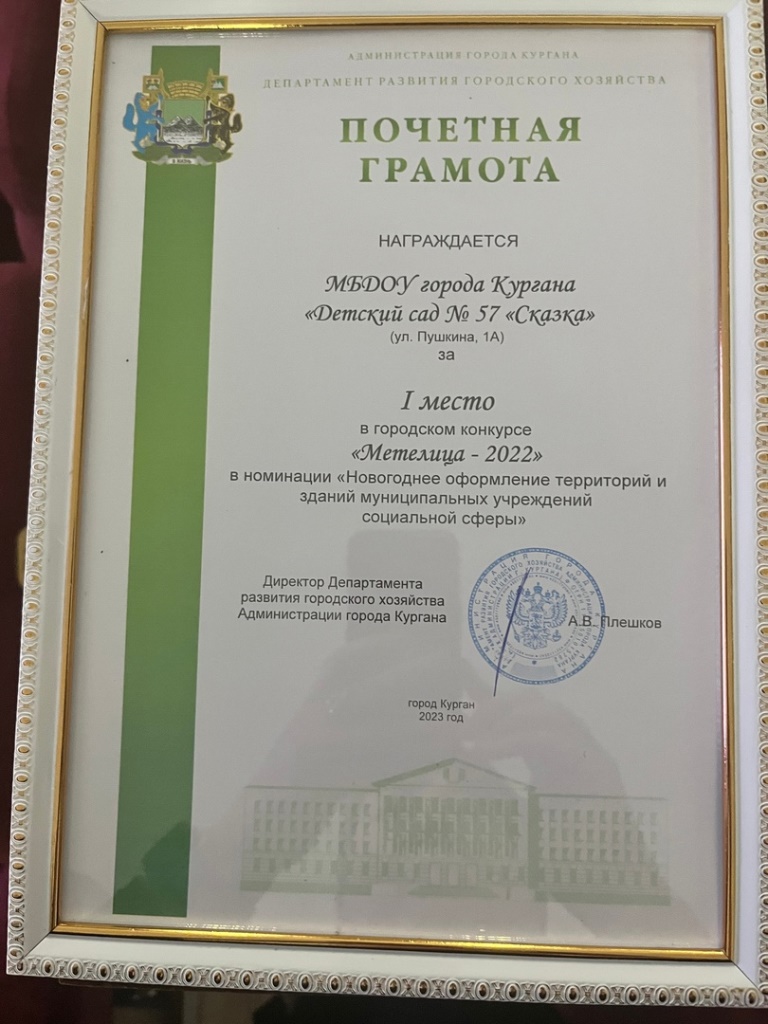 АДМИНИСТРАЦИЯ ГОРОДА КУРГАНА
ДЕПАРТАМЕНТ РАЗВИТИЯ ГОРОДСКОГО ХОЗЯЙСТВА
ПОЧЕТНАЯ
ГРАМОТА
НАГРАЖДАЕТСЯ
МБДОУ города Кургана
«Детский сад № 57 «Сказка»
(ул. Пушкина, 1А)
за
I место
в городском конкурсе
«Метелица - 2022»
в номинации «Новогоднее оформление территорий и
зданий муниципальных учреждений
социальной сферы»
Директор Департамента
развития городского хозяйства
Администрации города Кургана
А.В. Плешков
город Курган
2023 год